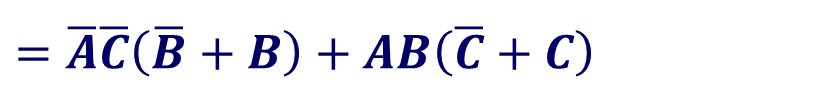 = A̅C̅(B̅ + B) + AB(C̅ + C)